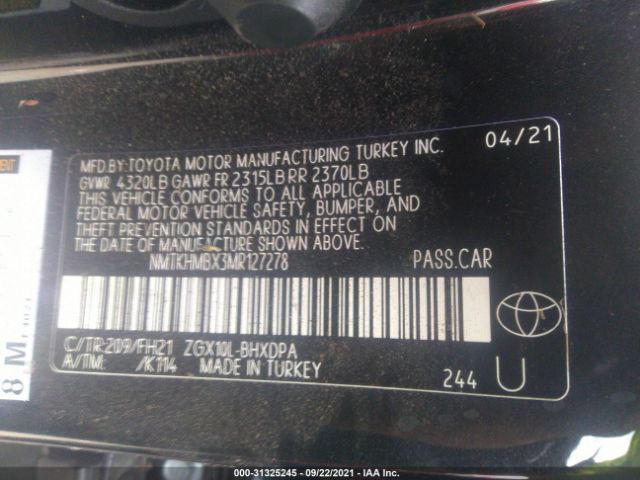 MFD.BY:TOYOTA MOTOR MANUFACTURING TURKEY INC. 04/21
GVWR 4320LB GAWR FR 2315LB RR 2370LB
THIS VEHICLE CONFORMS TO ALL APPLICABLE
FEDERAL MOTOR VEHICLE SAFETY, BUMPER, AND
THEFT PREVENTION STANDARDS IN EFFECT ON
THE DATE OF MANUFACTURE SHOWN ABOVE.
NMTKHMBX3MR127278 PASS.CAR
C/TR:209/FH21 ZGX10L-BHXDPA
A/TM: /K114 MADE IN TURKEY
244 U
8 M
000-31325245 - 09/22/2021 - IAA Inc.